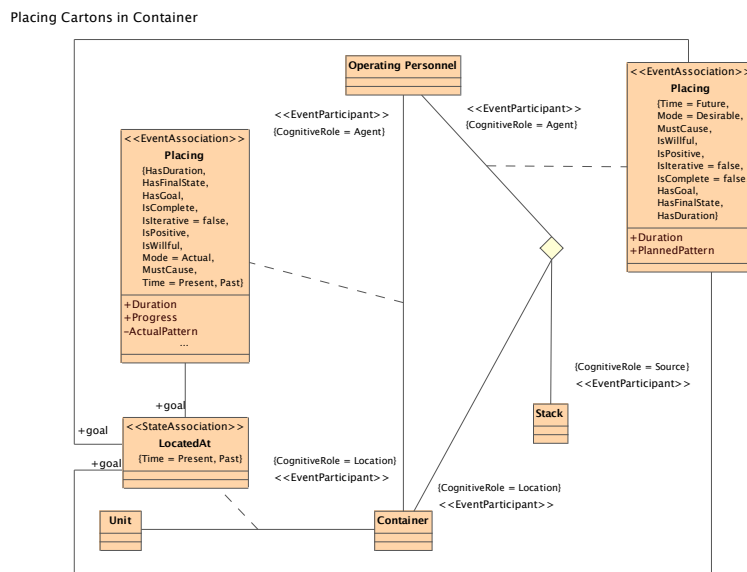 Placing Cartons in Container
Operating Personnel
<<EventParticipant>>
{CognitiveRole = Agent}
<<EventParticipant>>
{CognitiveRole = Agent}
<<EventAssociation>>
Placing
{Time = Future,
Mode = Desirable,
MustCause,
IsWillful,
IsPositive,
IsIterative = false,
IsComplete = false
HasGoal,
HasFinalState,
HasDuration}
+Duration
+PlannedPattern
<<EventAssociation>>
Placing
{HasDuration,
HasFinalState,
HasGoal,
IsComplete,
IsIterative = false,
IsPositive,
IsWillful,
Mode = Actual,
MustCause,
Time = Present, Past}
+Duration
+Progress
-ActualPattern
...
{CognitiveRole = Source}
<<EventParticipant>>
Stack
+goal
+goal
+goal
<<StateAssociation>>
LocatedAt
{Time = Present, Past}
{CognitiveRole = Location}
<<EventParticipant>>
{CognitiveRole = Location}
<<EventParticipant>>
Unit
Container